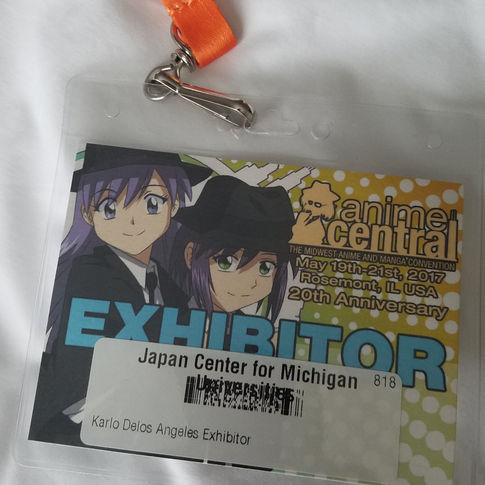 anime
central
THE MIDWEST ANIME AND MANGA CONVENTION
May 19th-21st, 2017
Rosemont, IL USA
20th Anniversary
EXHIBITOR
Japan Center for Michigan
Universities
818
Karlo Delos Angeles Exhibitor